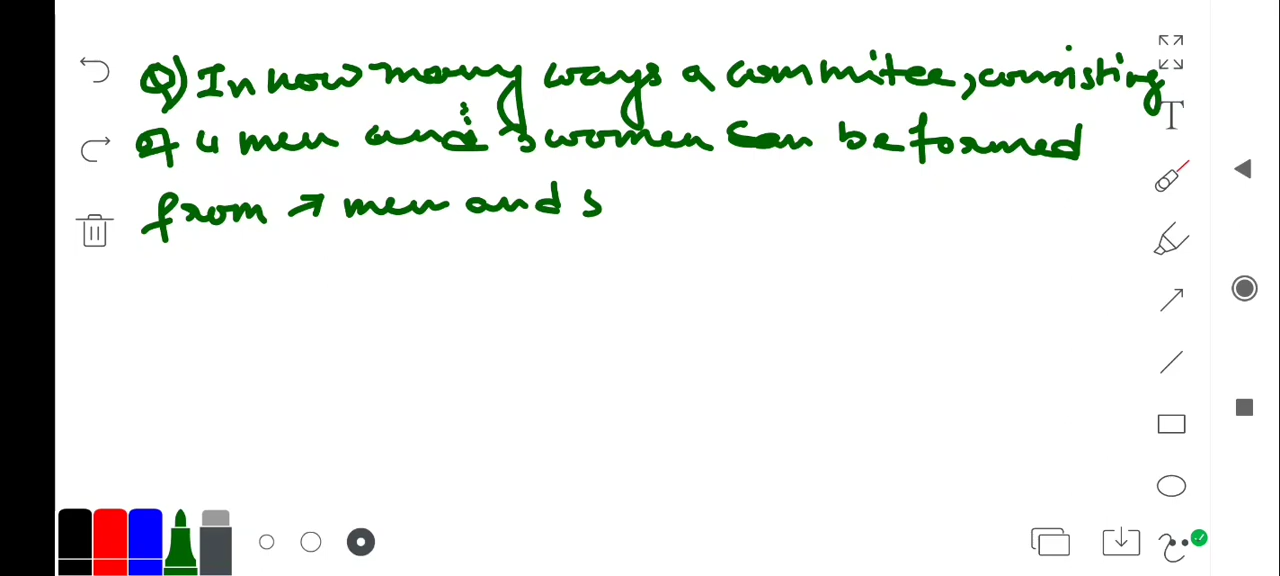 Q) In how many ways a commitee, consisting
of 4 men and 3 women can be formed
from 7 men and 5
T